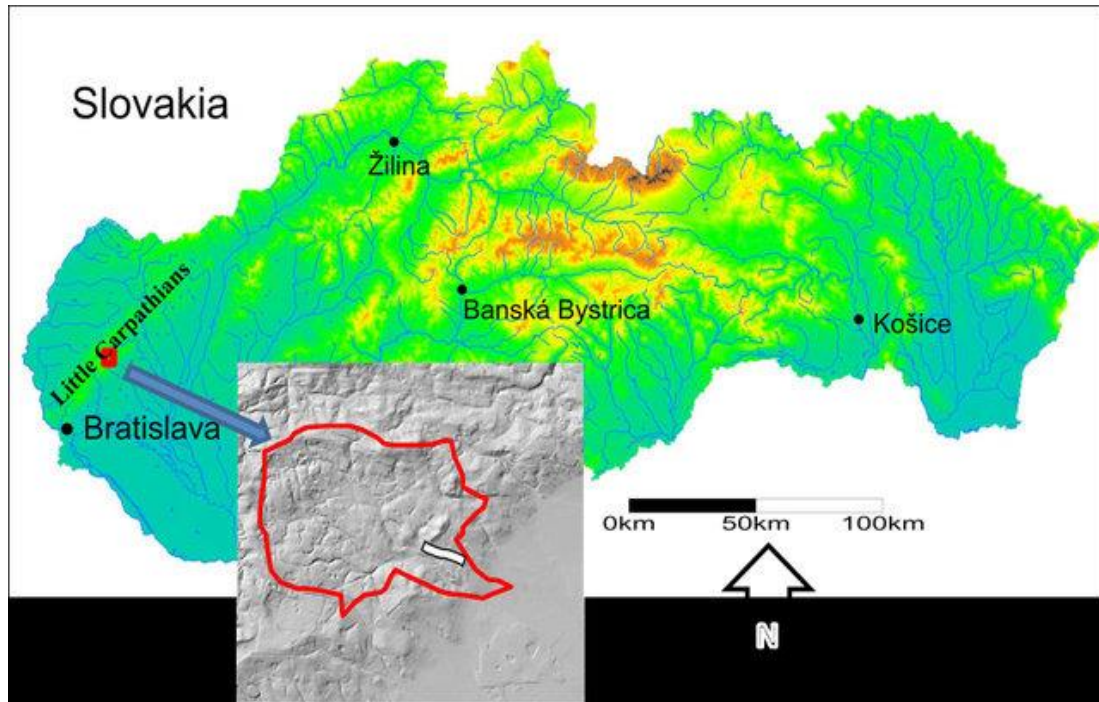 Slovakia
Žilina
Little Carpathians
Banská Bystrica
Košice
Bratislava
0km 50km 100km
N